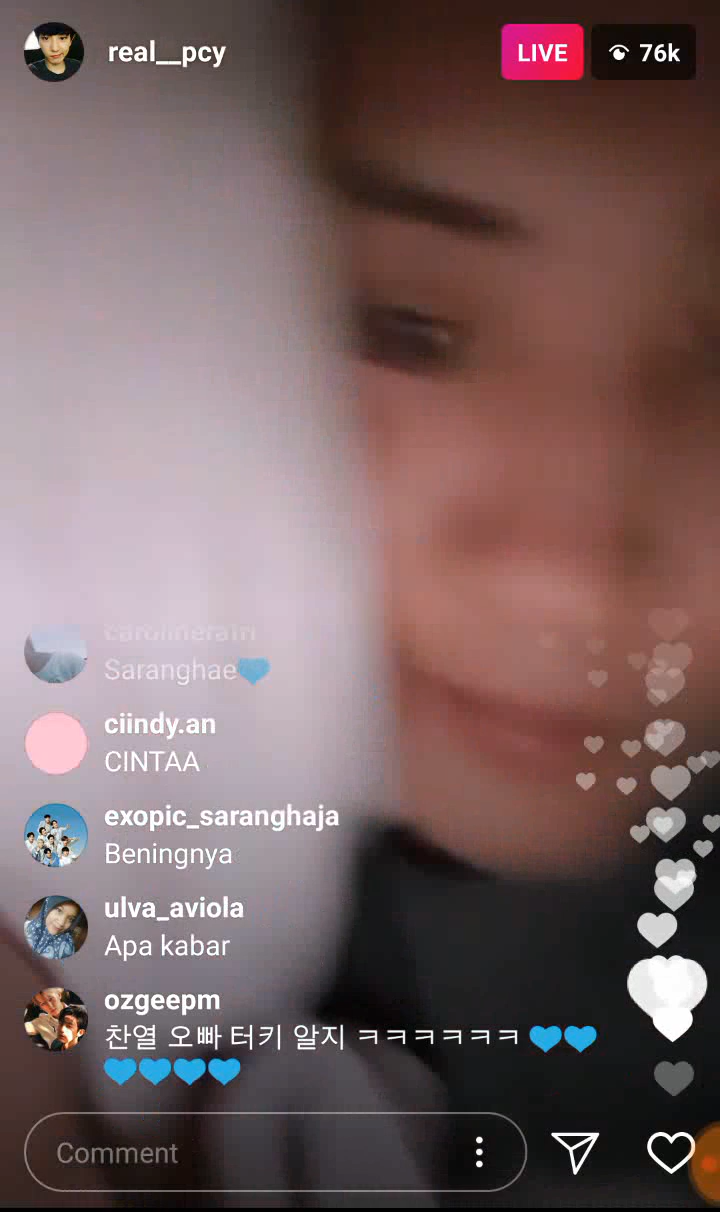 real__pcy
LIVE
76k
carolinerain
Saranghae💙
ciindy.an
CINTAA
exopic_saranghaja
Beningnya
ulva_aviola
Apa kabar
ozgeepm
찬열 오빠 터키 알지 ㅋㅋㅋㅋㅋㅋ 💙💙
💙💙💙💙
Comment